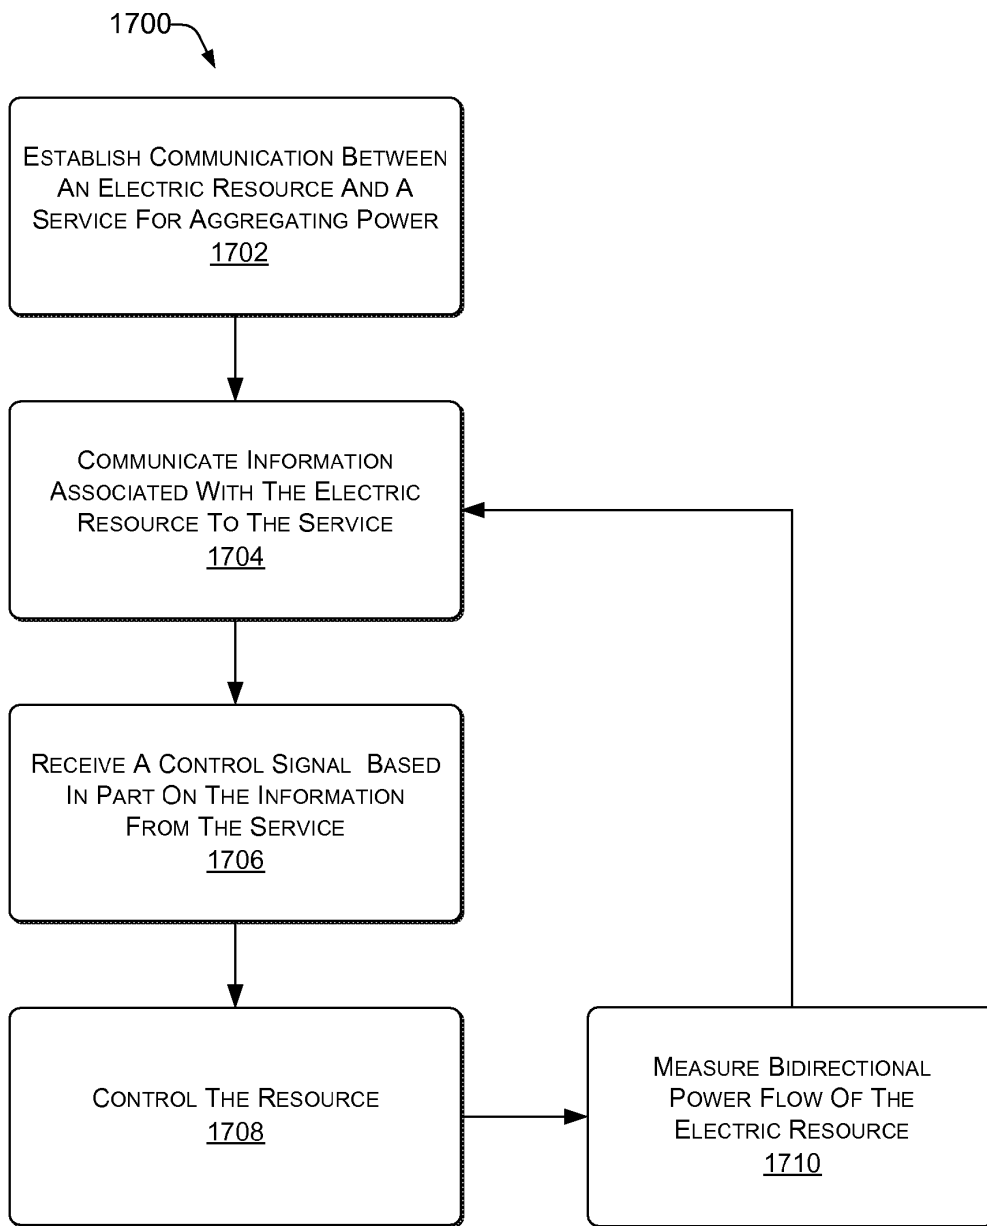 1700
ESTABLISH COMMUNICATION BETWEEN
AN ELECTRIC RESOURCE AND A
SERVICE FOR AGGREGATING POWER
1702
COMMUNICATE INFORMATION
ASSOCIATED WITH THE ELECTRIC
RESOURCE TO THE SERVICE
1704
RECEIVE A CONTROL SIGNAL BASED
IN PART ON THE INFORMATION
FROM THE SERVICE
1706
CONTROL THE RESOURCE
1708
MEASURE BIDIRECTIONAL
POWER FLOW OF THE
ELECTRIC RESOURCE
1710